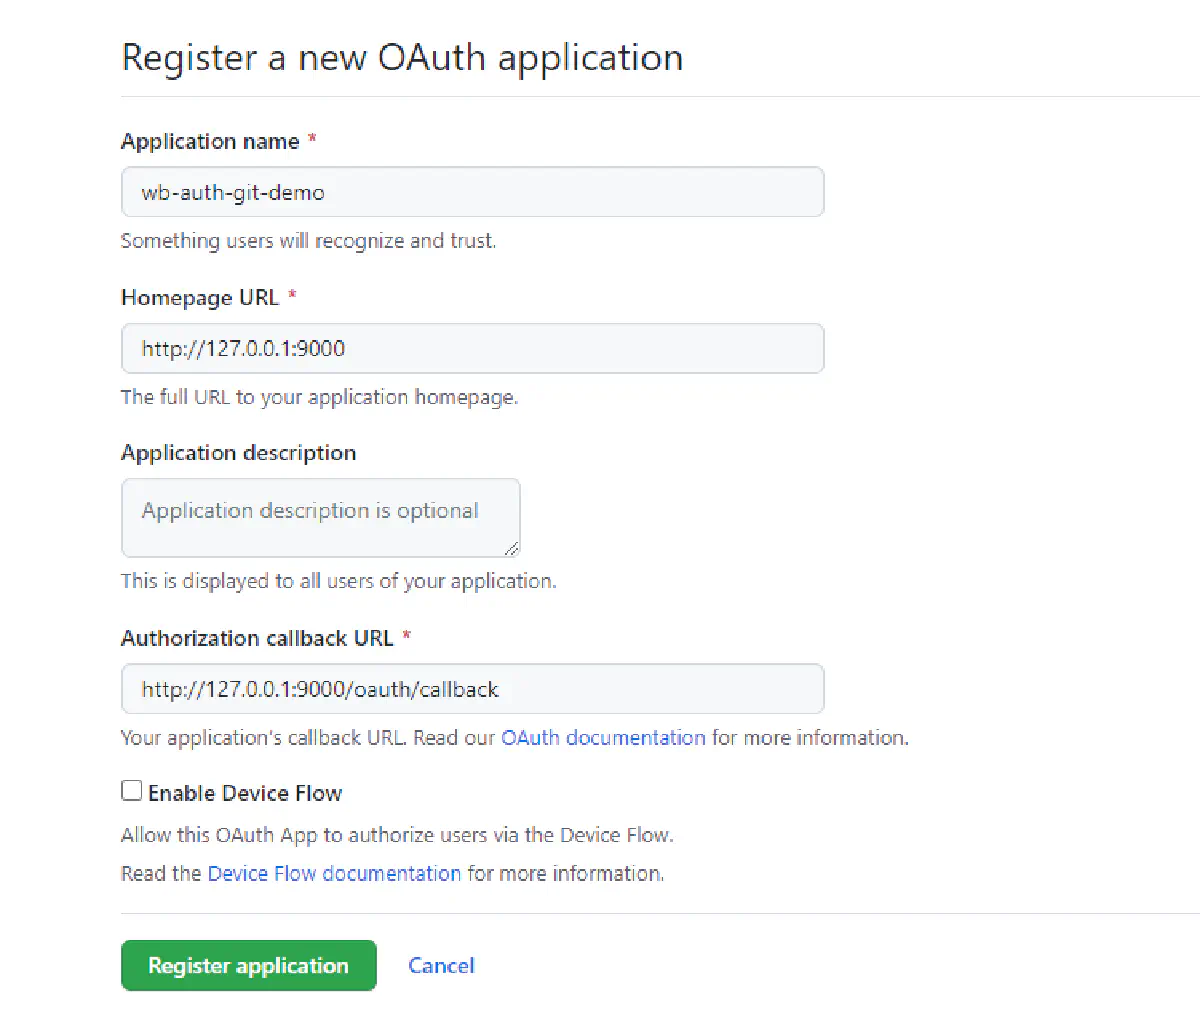 Register a new OAuth application
Application name *
wb-auth-git-demo
Something users will recognize and trust.
Homepage URL *
http://127.0.0.1:9000
The full URL to your application homepage.
Application description
Application description is optional
This is displayed to all users of your application.
Authorization callback URL *
http://127.0.0.1:9000/oauth/callback
Your application's callback URL. Read our OAuth documentation for more information.
Enable Device Flow
Allow this OAuth App to authorize users via the Device Flow.
Read the Device Flow documentation for more information.
Register application Cancel